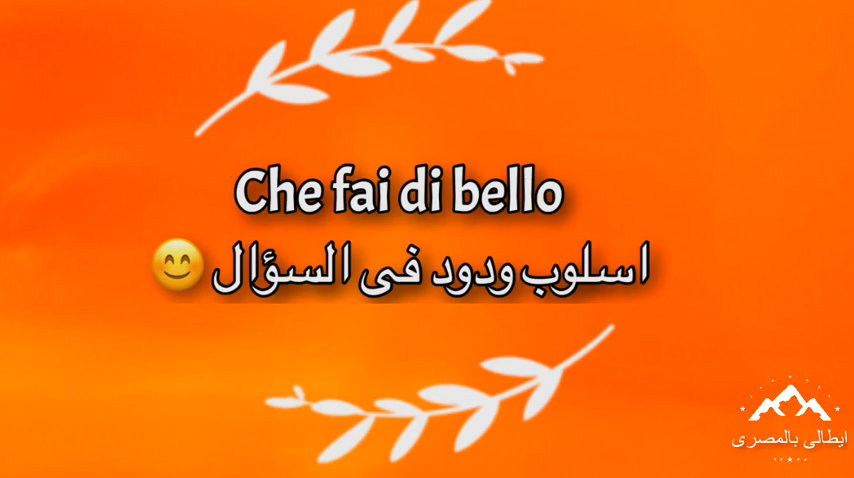 Che fai di bello
اسلوب ودود فى السؤال 😊
ايطالى بالمصرى